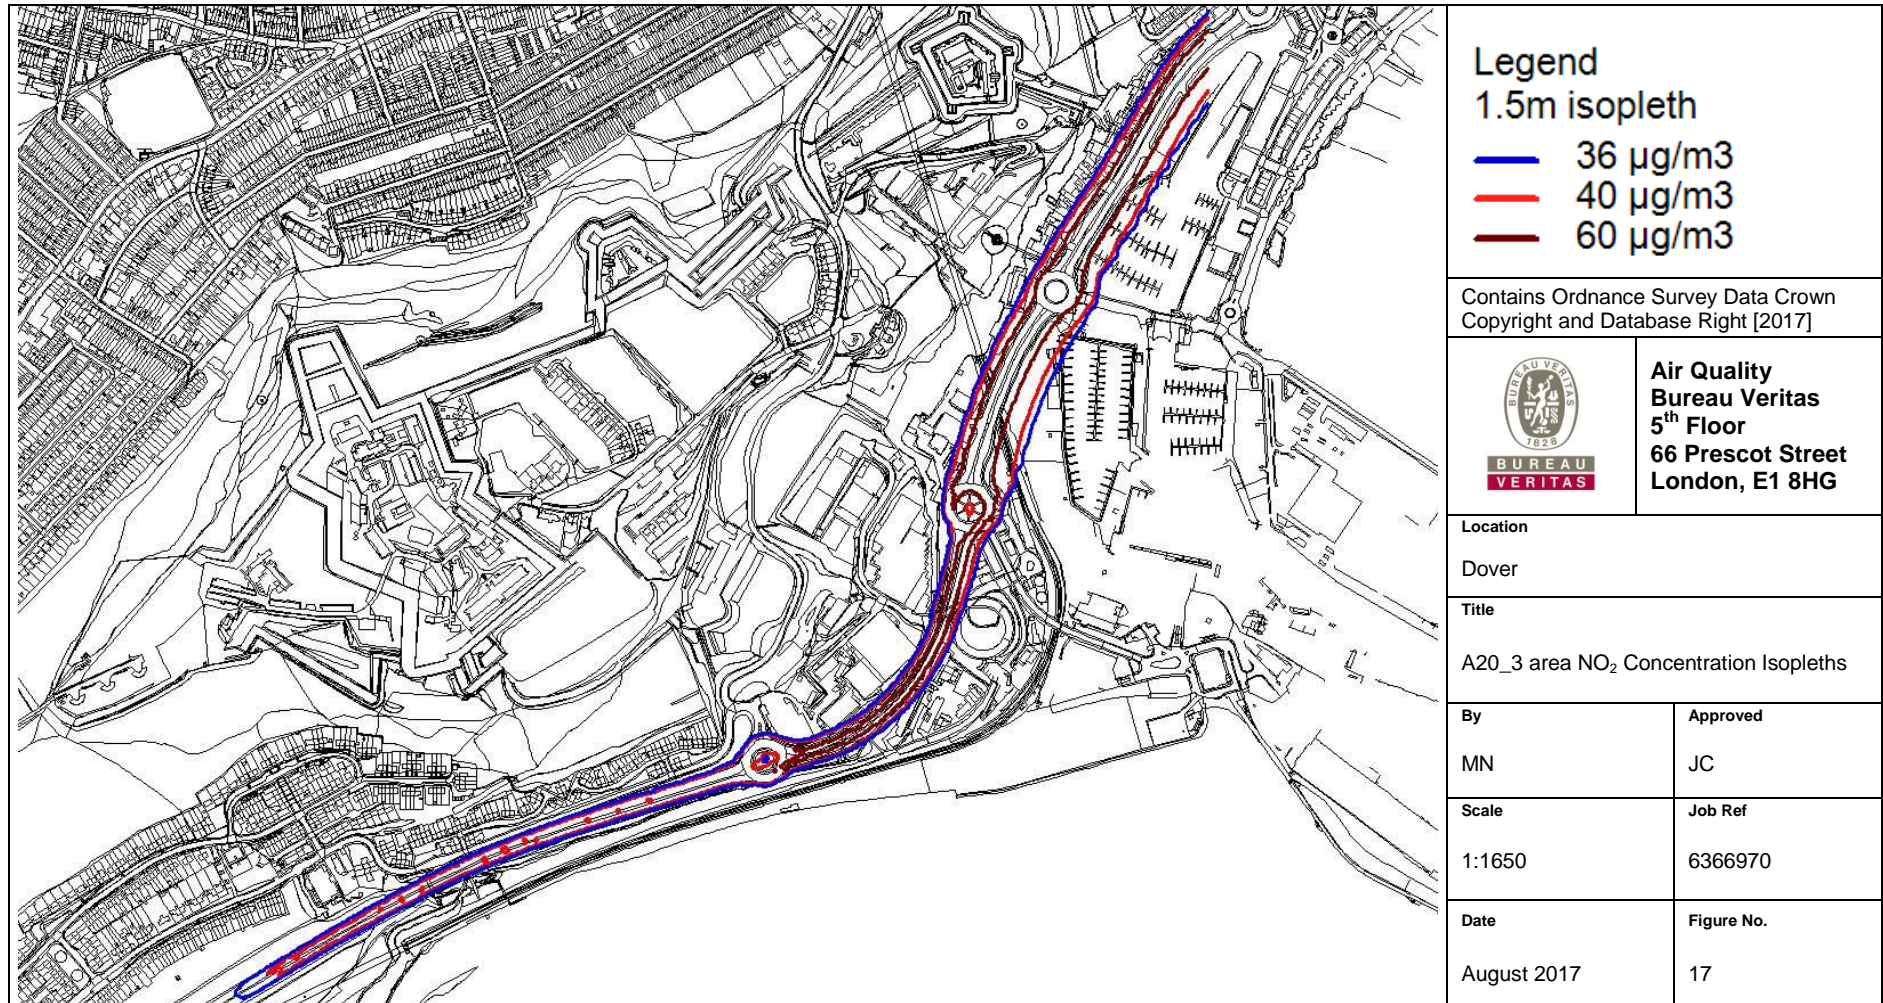 Legend
1.5m isopleth
36 µg/m3
40 µg/m3
60 µg/m3
Contains Ordnance Survey Data Crown
Copyright and Database Right [2017]
BUREAU VERITAS
1828
BUREAU
VERITAS
Air Quality
Bureau Veritas
5th Floor
66 Prescot Street
London, E1 8HG
Location
Dover
Title
A20_3 area NO₂ Concentration Isopleths
By
MN
Approved
JC
Scale
1:1650
Job Ref
6366970
Date
August 2017
Figure No.
17